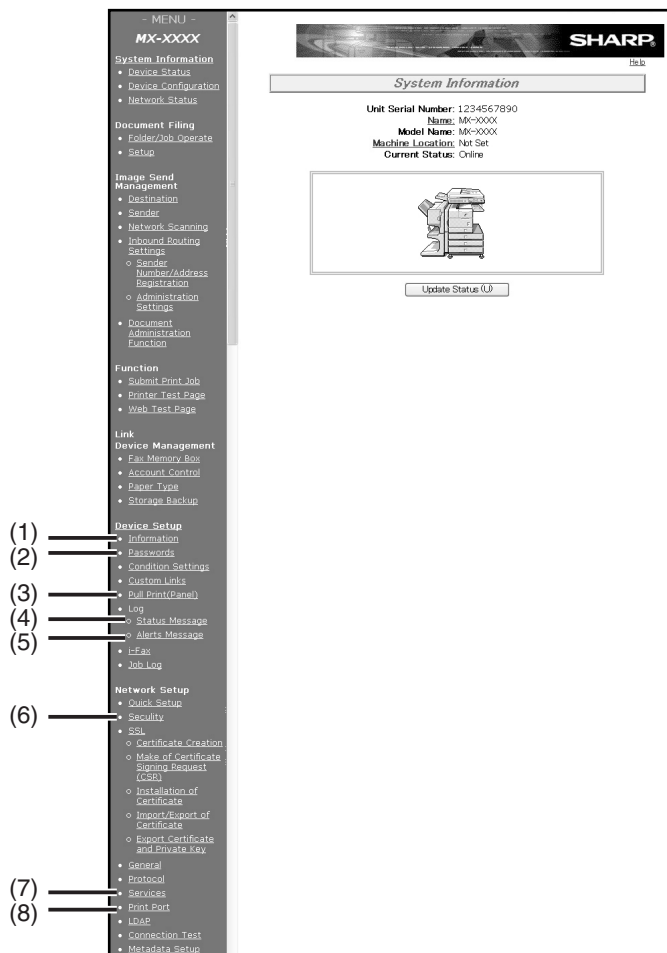 - MENU -
MX-XXXX
System Information
Device Status
Device Configuration
Network Status
Document Filing
Folder/Job Operate
Setup
Image Send
Management
Destination
Sender
Network Scanning
Inbound Routing
Settings
Sender
Number/Address
Registration
Administration
Settings
Document
Administration
Function
Function
Submit Print Job
Printer Test Page
Web Test Page
Link
Device Management
Fax Memory Box
Account Control
Paper Type
Storage Backup
Device Setup
(1) Information
(2) Passwords
Condition Settings
Custom Links
(3) Pull Print(Panel)
Log
(4) Status Message
(5) Alerts Message
i-Fax
Job Log
Network Setup
Quick Setup
(6) Seculity
SSL
Certificate Creation
Make of Certificate
Signing Request
(CSR)
Installation of
Certificate
Import/Export of
Certificate
Export Certificate
and Private Key
General
Protocol
(7) Services
(8) Print Port
LDAP
Connection Test
Metadata Setup
SHARP®
Help
System Information
Unit Serial Number: 1234567890
Name: MX-XXXX
Model Name: MX-XXXX
Machine Location: Not Set
Current Status: Online
Update Status (U)